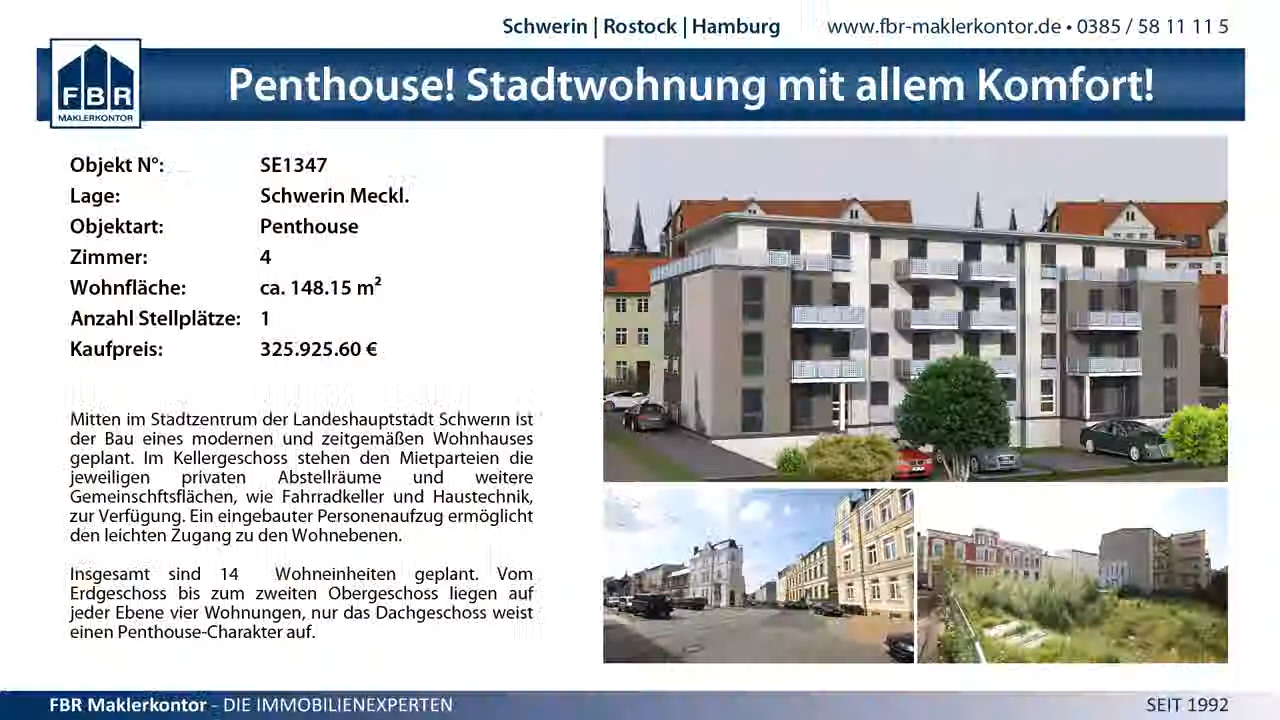 Schwerin | Rostock | Hamburg www.fbr-maklerkontor.de • 0385 / 58 11 11 5
FBR
MAKLERKONTOR
Penthouse! Stadtwohnung mit allem Komfort!
Objekt N°: SE1347
Lage: Schwerin Meckl.
Objektart: Penthouse
Zimmer: 4
Wohnfläche: ca. 148.15 m²
Anzahl Stellplätze: 1
Kaufpreis: 325.925.60 €
Mitten im Stadtzentrum der Landeshauptstadt Schwerin ist
der Bau eines modernen und zeitgemäßen Wohnhauses
geplant. Im Kellergeschoss stehen den Mietparteien die
jeweiligen privaten Abstellräume und weitere
Gemeinschftsflächen, wie Fahrradkeller und Haustechnik,
zur Verfügung. Ein eingebauter Personenaufzug ermöglicht
den leichten Zugang zu den Wohnebenen.
Insgesamt sind 14 Wohneinheiten geplant. Vom
Erdgeschoss bis zum zweiten Obergeschoss liegen auf
jeder Ebene vier Wohnungen, nur das Dachgeschoss weist
einen Penthouse-Charakter auf.
FBR Maklerkontor - DIE IMMOBILIENEXPERTEN SEIT 1992